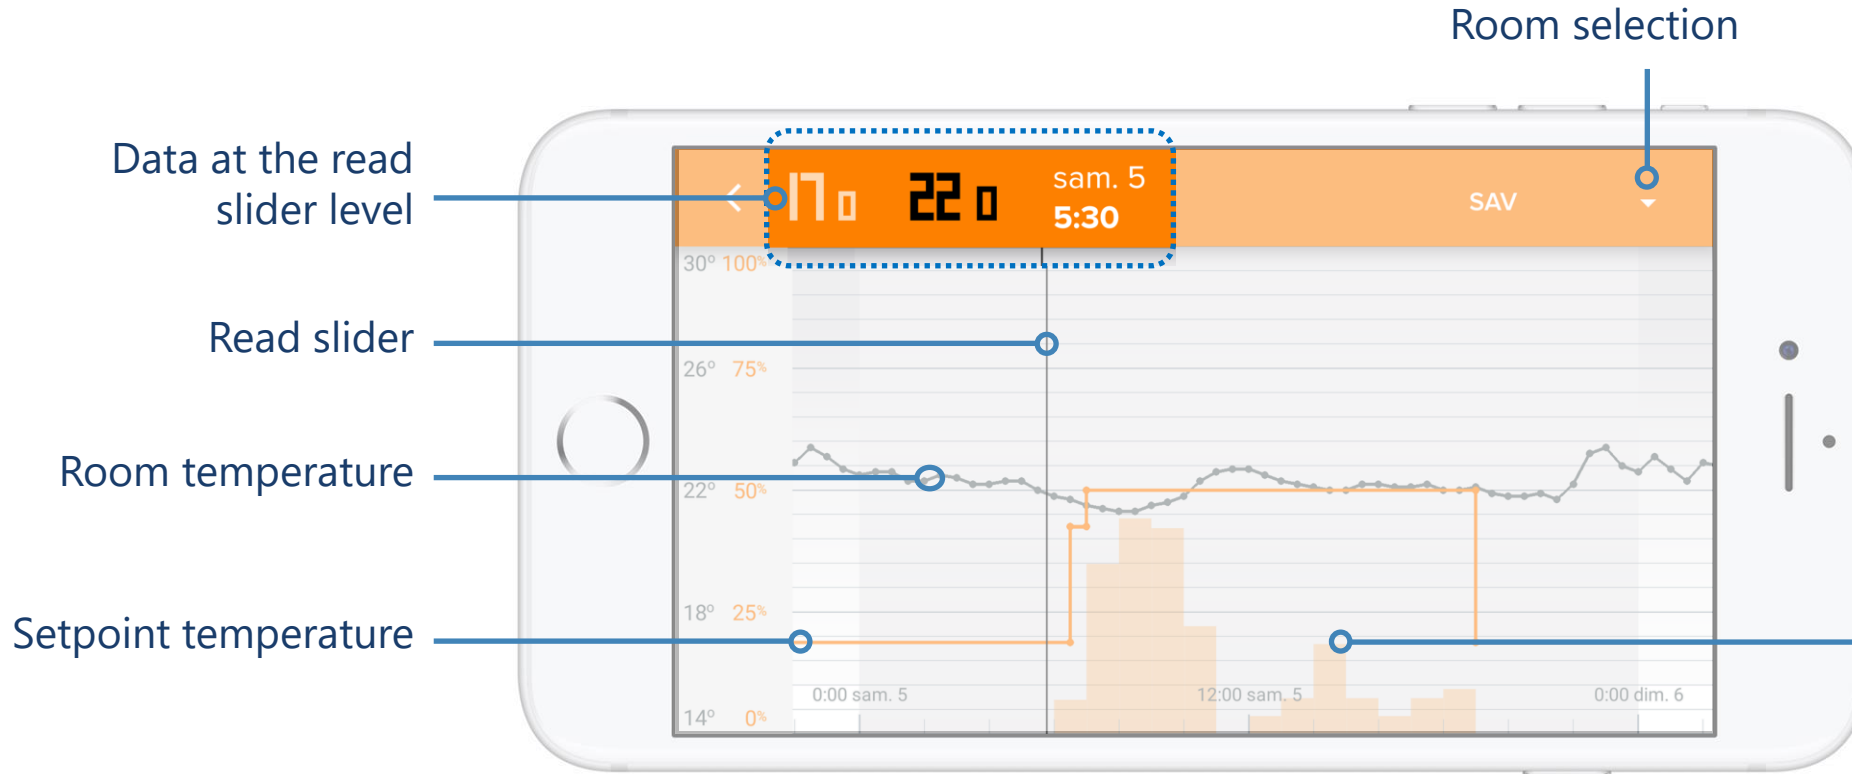 Room selection
Data at the read
slider level
17 0 22 0 sam. 5
5:30
SAV
30° 100%
Read slider
26° 75%
Room temperature
22° 50%
18° 25%
Setpoint temperature
0:00 sam. 5 12:00 sam. 5 0:00 dim. 6
14° 0%